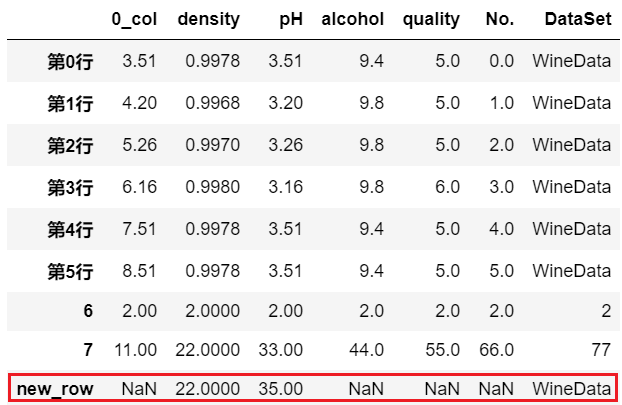 0_col density pH alcohol quality No. DataSet
第0行 3.51 0.9978 3.51 9.4 5.0 0.0 WineData
第1行 4.20 0.9968 3.20 9.8 5.0 1.0 WineData
第2行 5.26 0.9970 3.26 9.8 5.0 2.0 WineData
第3行 6.16 0.9980 3.16 9.8 6.0 3.0 WineData
第4行 7.51 0.9978 3.51 9.4 5.0 4.0 WineData
第5行 8.51 0.9978 3.51 9.4 5.0 5.0 WineData
6 2.00 2.0000 2.00 2.0 2.0 2.0 2
7 11.00 22.0000 33.00 44.0 55.0 66.0 77
new_row NaN 22.0000 35.00 NaN NaN NaN WineData